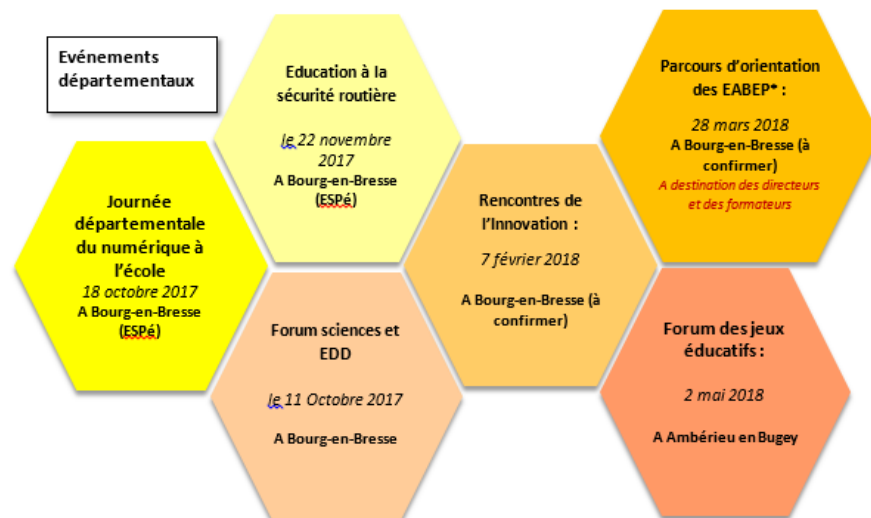 Evénements
départementaux
Education à la
sécurité routière
le 22 novembre
2017
A Bourg-en-Bresse
(ESPé)
Parcours d'orientation
des EABEP* :
28 mars 2018
A Bourg-en-Bresse (à
confirmer)
A destination des directeurs
et des formateurs
Journée
départementale
du numérique à
l'école
18 octobre 2017
A Bourg-en-Bresse
(ESPé)
Rencontres de
l'Innovation :
7 février 2018
A Bourg-en-Bresse (à
confirmer)
Forum sciences et
EDD
le 11 Octobre 2017
A Bourg-en-Bresse
Forum des jeux
éducatifs :
2 mai 2018
A Ambérieu en Bugey